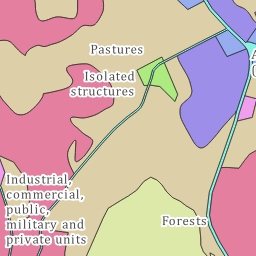 Pastures
Isolated
structures
Industrial,
commercial,
public,
military and
private units
Forests